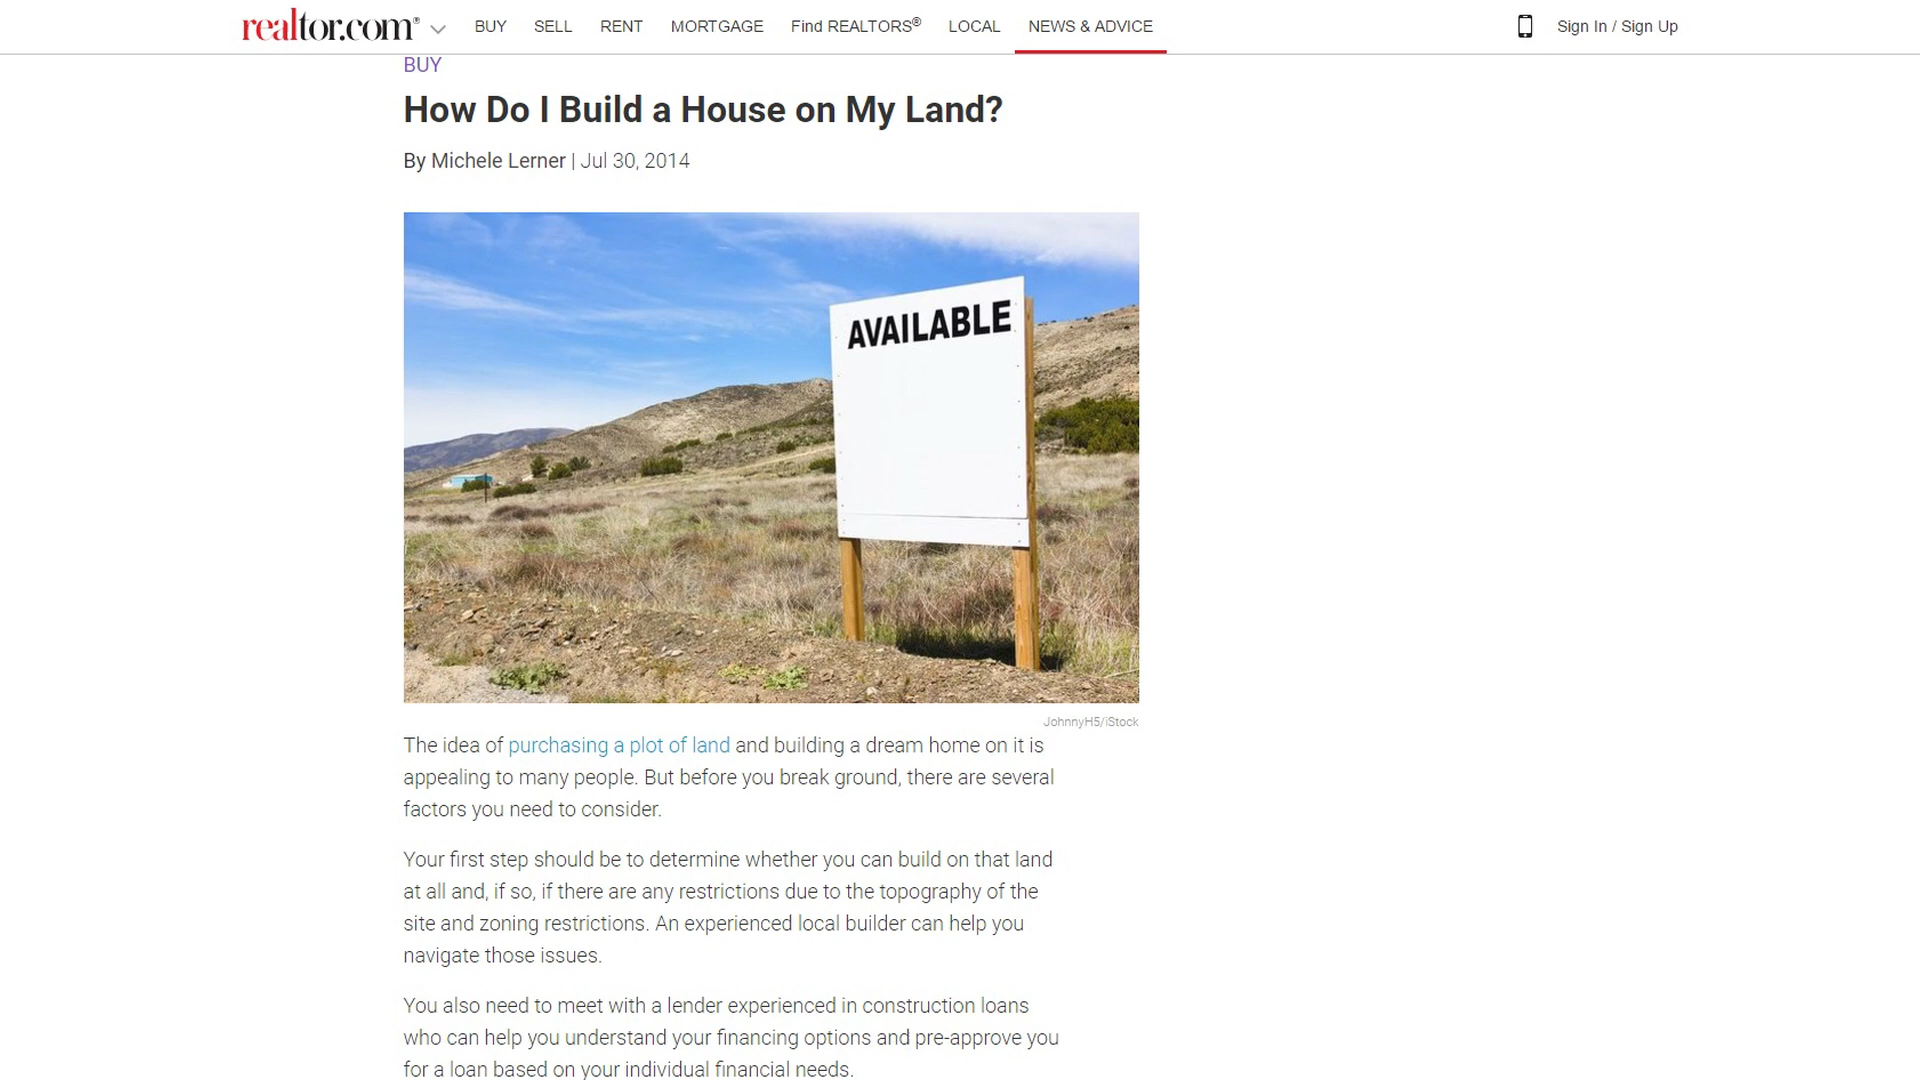 realtor.com® BUY SELL RENT MORTGAGE Find REALTORS® LOCAL NEWS & ADVICE Sign In / Sign Up
BUY
How Do I Build a House on My Land?
By Michele Lerner | Jul 30, 2014
AVAILABLE
JohnnyH5/iStock
The idea of purchasing a plot of land and building a dream home on it is
appealing to many people. But before you break ground, there are several
factors you need to consider.
Your first step should be to determine whether you can build on that land
at all and, if so, if there are any restrictions due to the topography of the
site and zoning restrictions. An experienced local builder can help you
navigate those issues.
You also need to meet with a lender experienced in construction loans
who can help you understand your financing options and pre-approve you
for a loan based on your individual financial needs.